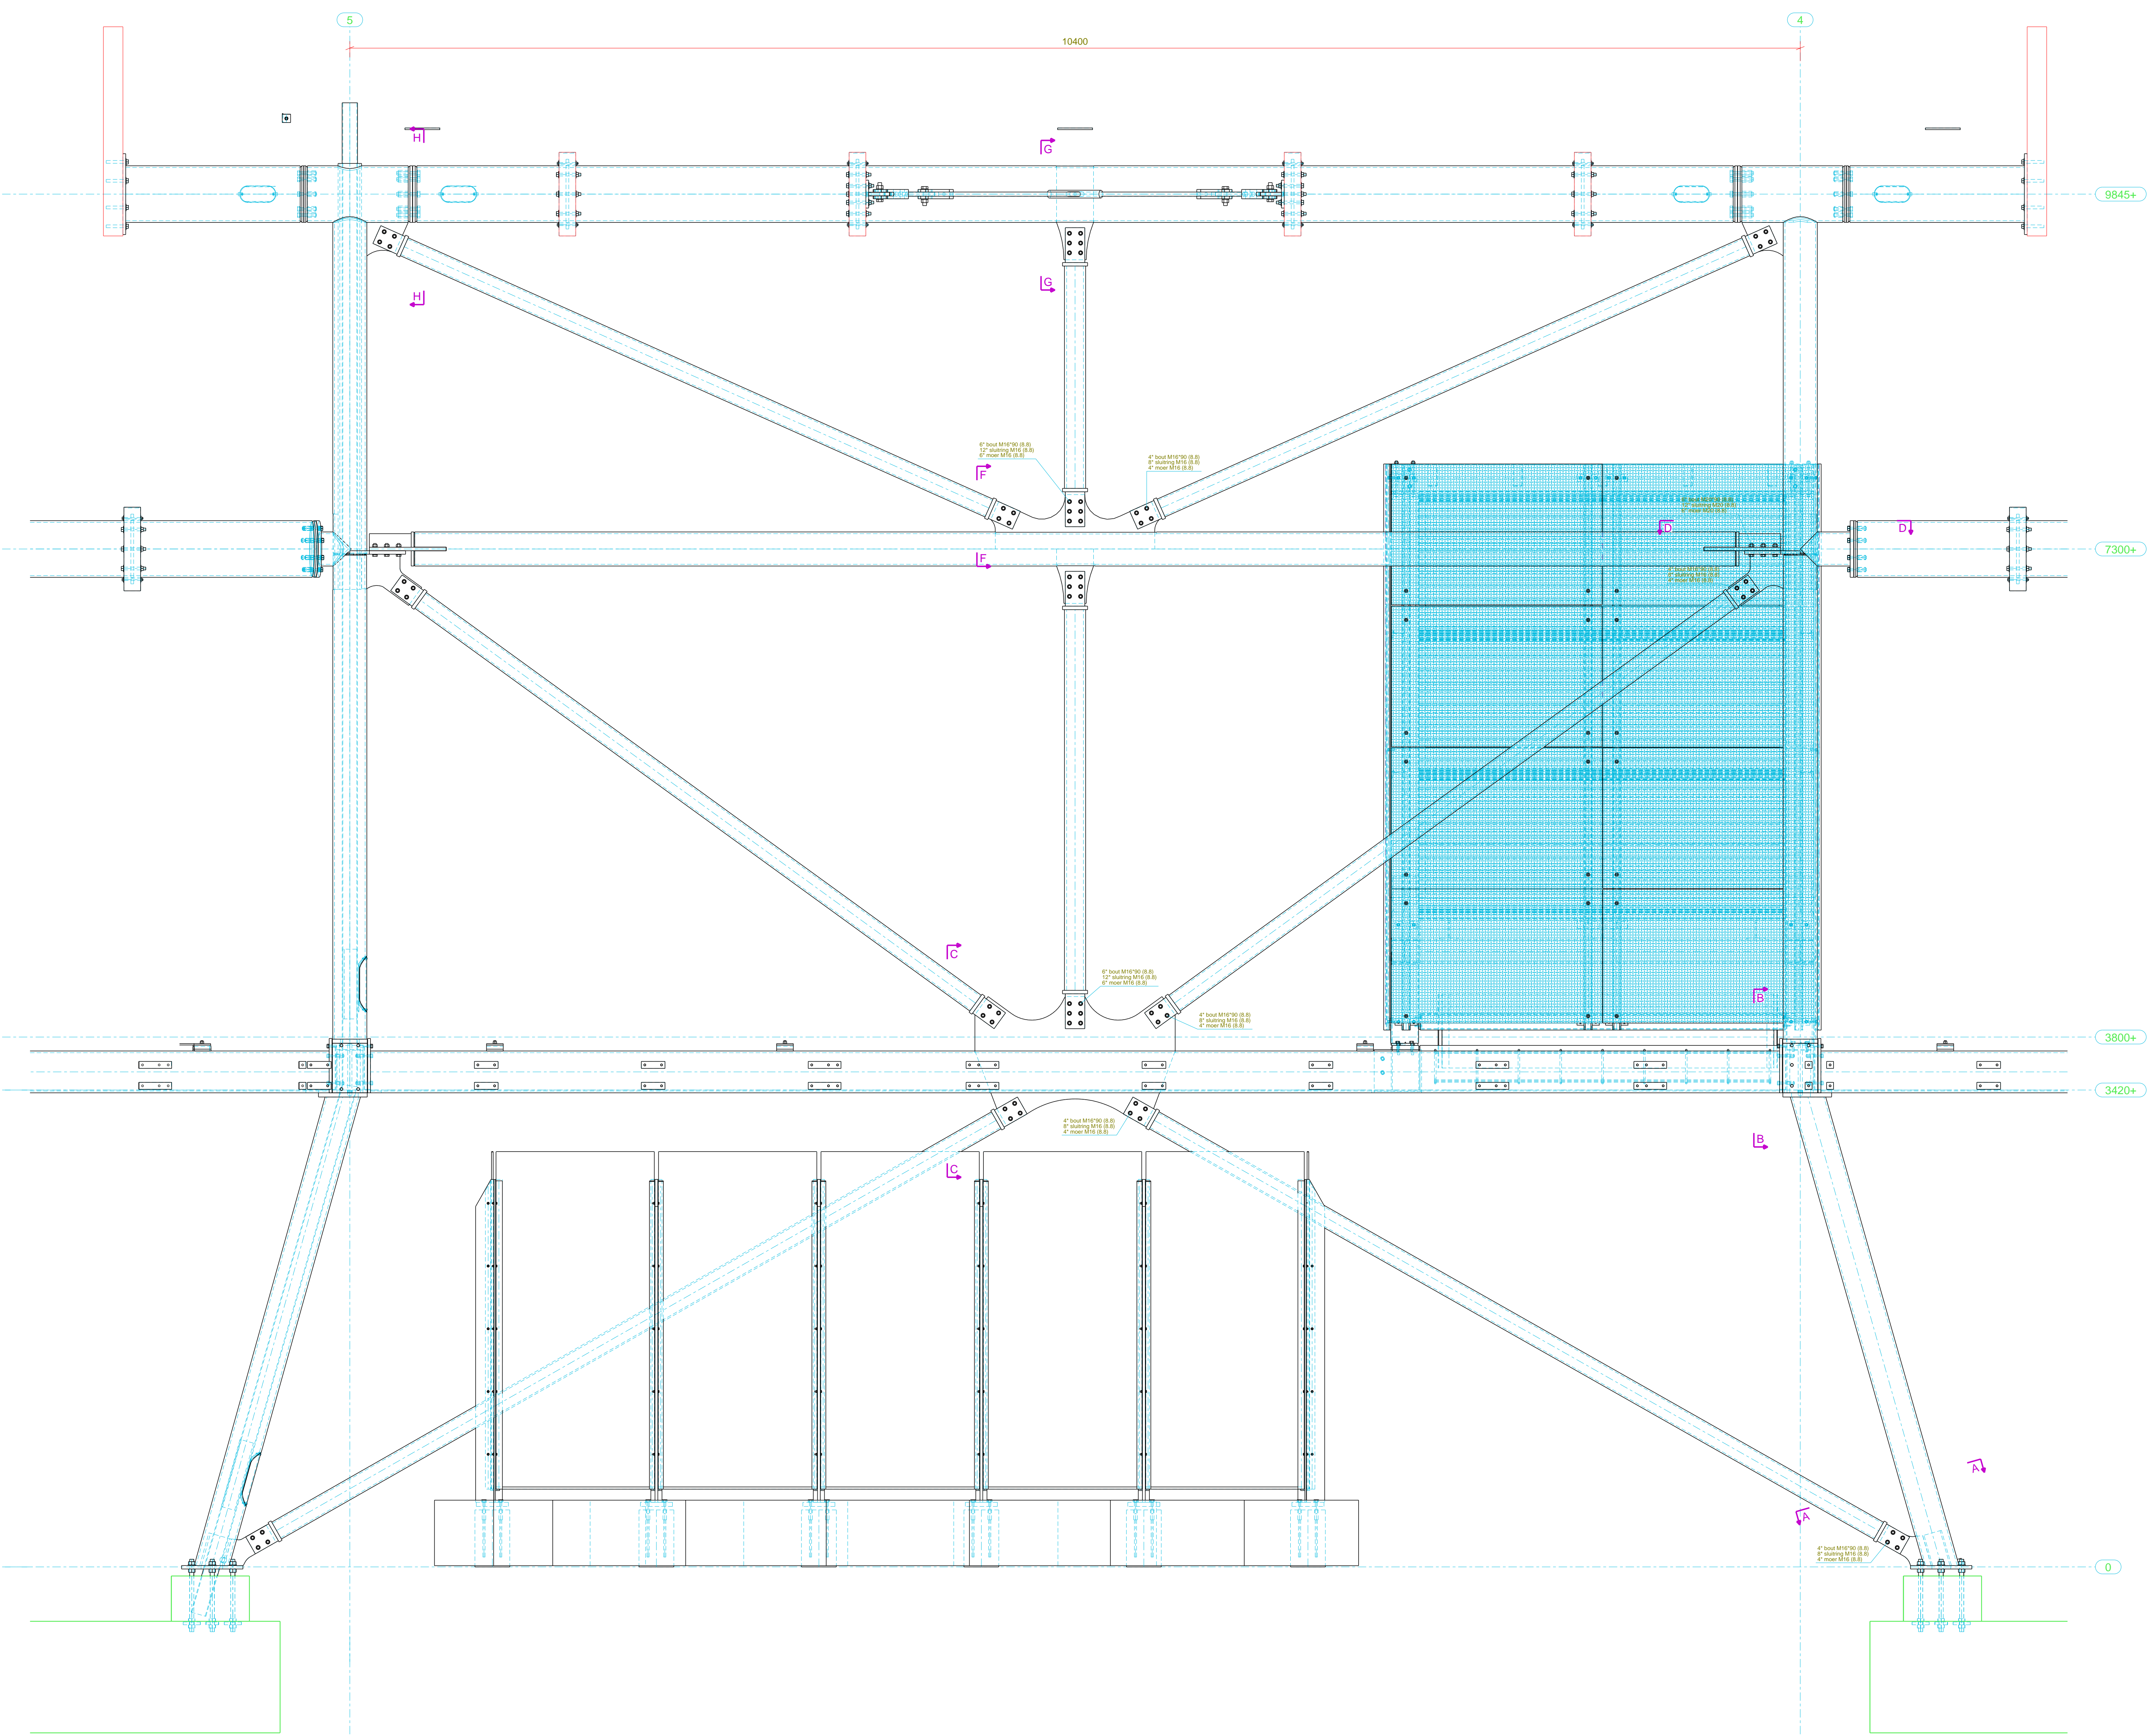 5
4
10400
H
G
9845+
H
G
6* bout M16*90 (8.8)
12* sluitring M16 (8.8)
6* moer M16 (8.8)
4* bout M16*90 (8.8)
8* sluitring M16 (8.8)
4* moer M16 (8.8)
F
D
D
7300+
F
C
6* bout M16*90 (8.8)
12* sluitring M16 (8.8)
6* moer M16 (8.8)
B
4* bout M16*90 (8.8)
8* sluitring M16 (8.8)
4* moer M16 (8.8)
3800+
3420+
4* bout M16*90 (8.8)
8* sluitring M16 (8.8)
4* moer M16 (8.8)
B
C
A
A
4* bout M16*90 (8.8)
8* sluitring M16 (8.8)
4* moer M16 (8.8)
0